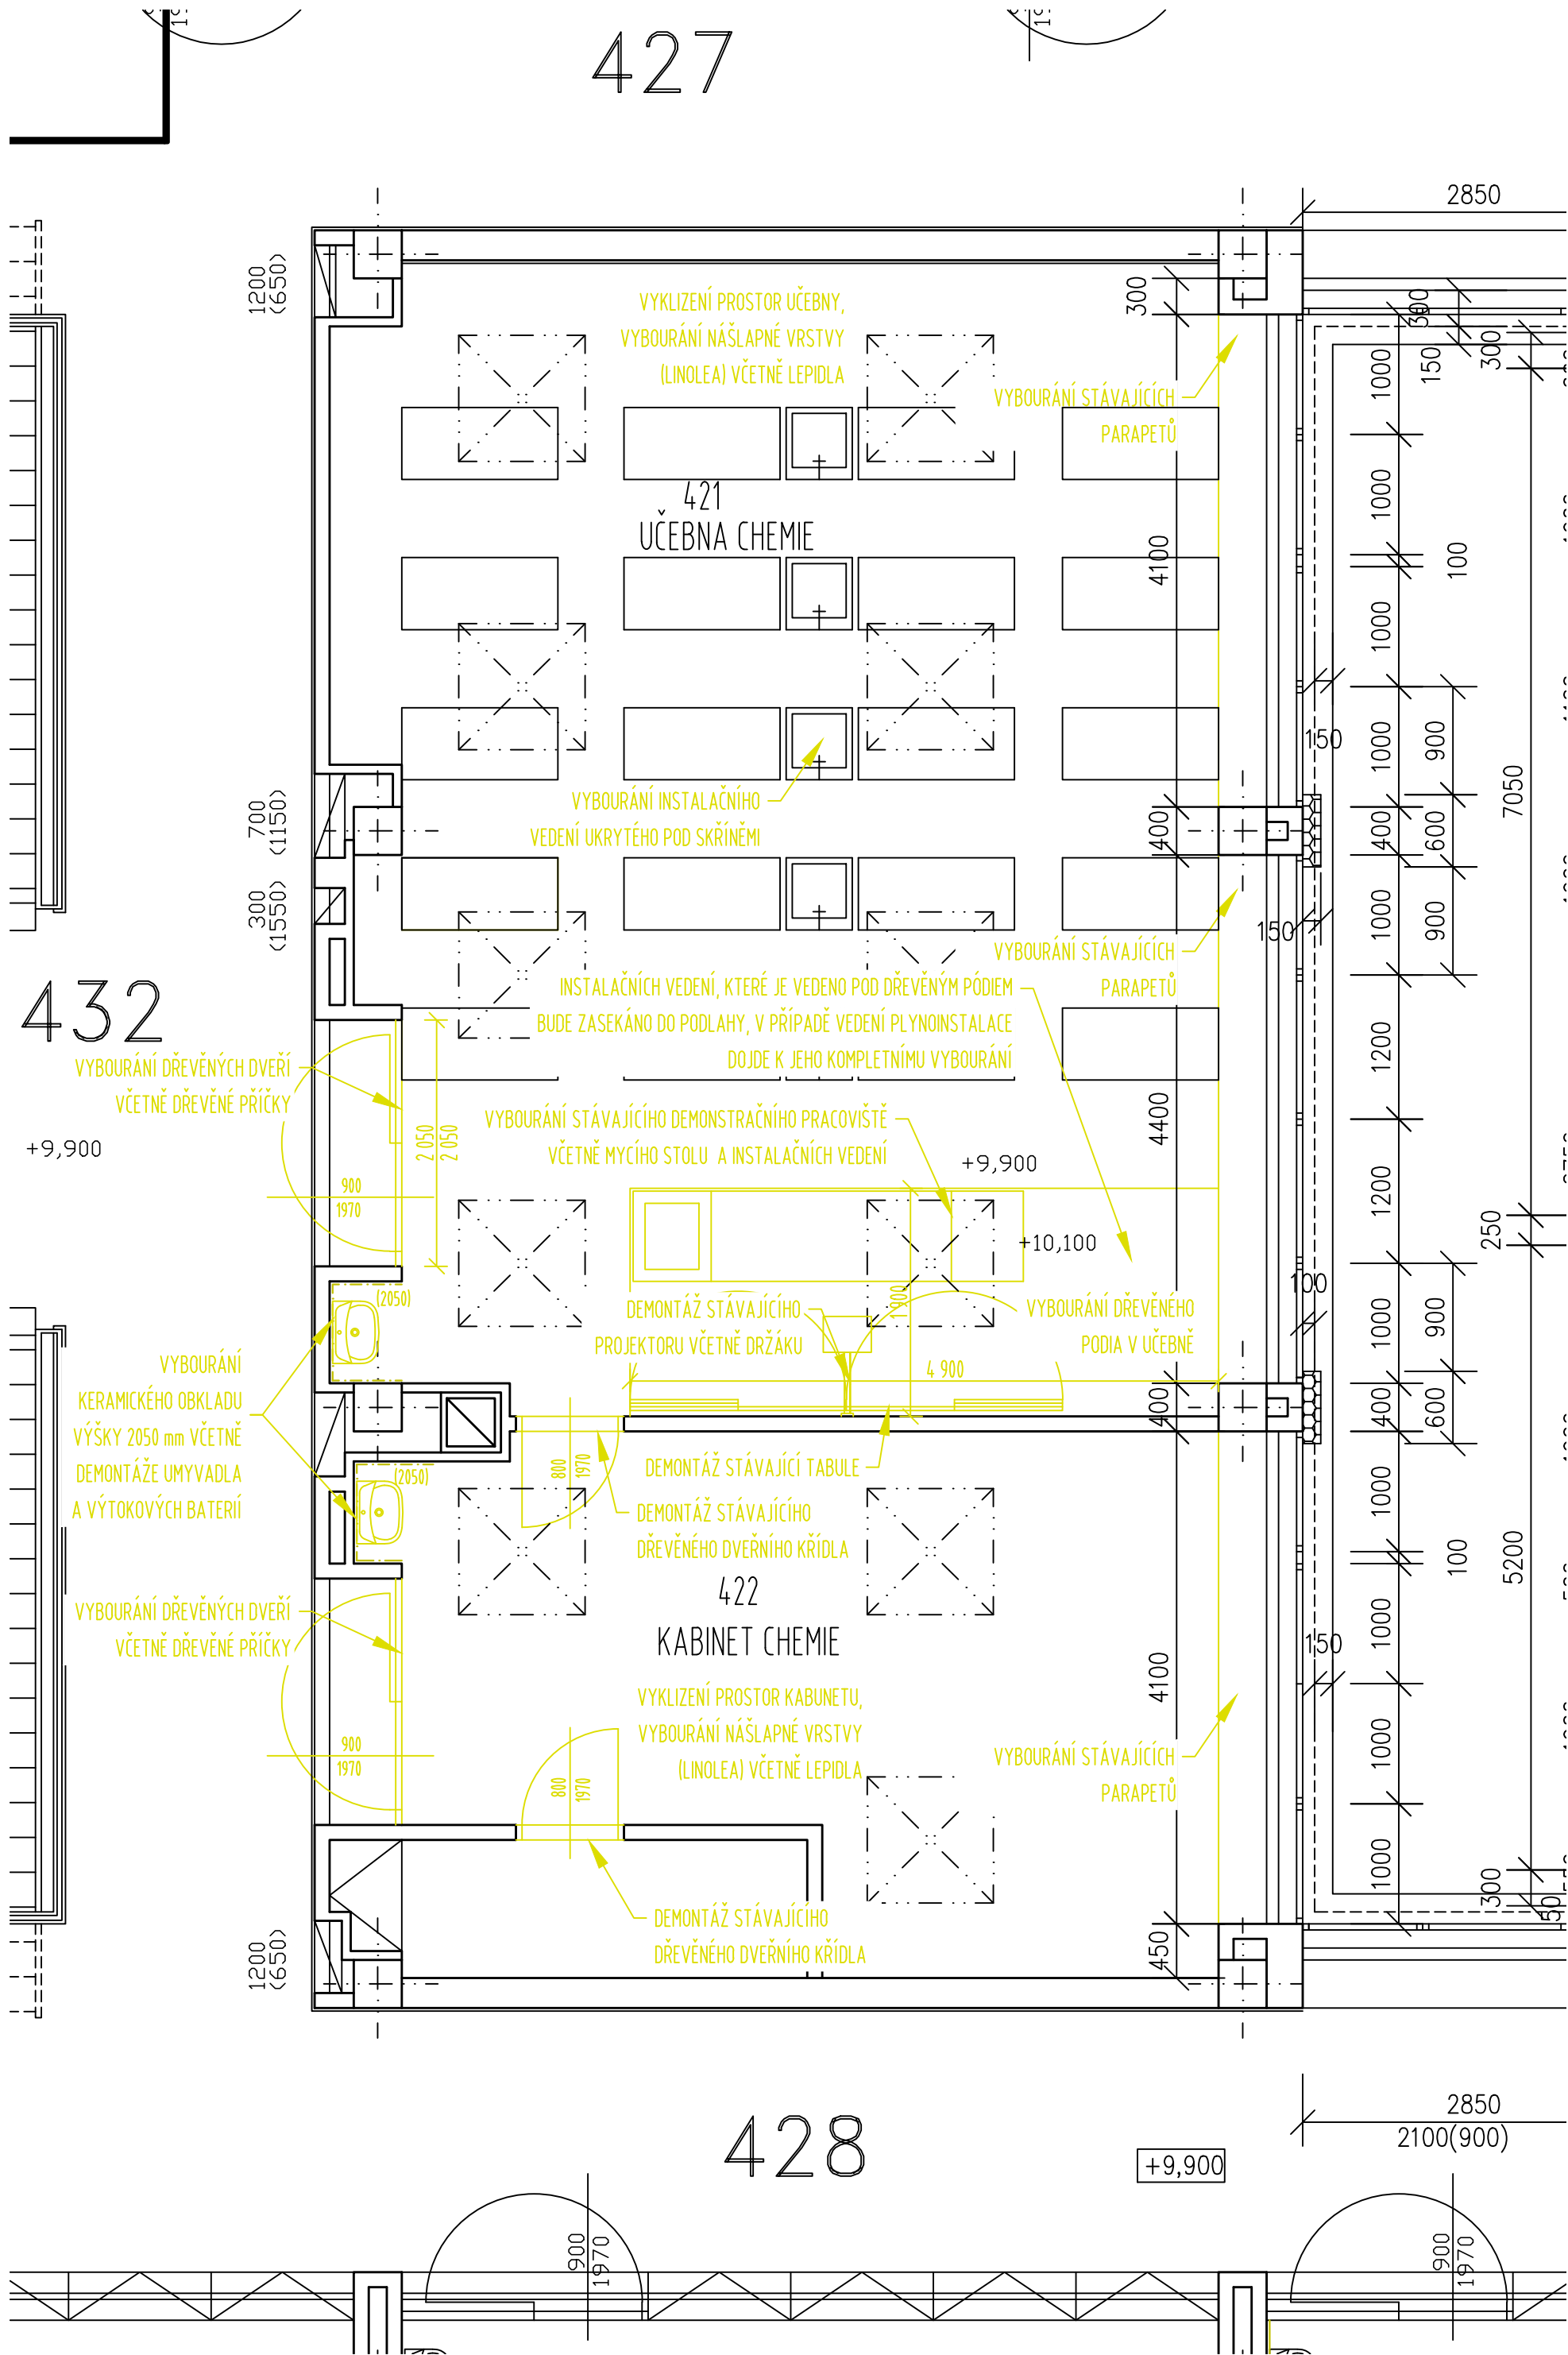 427
2850
1200
(650)
300
VYKLIZENÍ PROSTOR UČEBNY,
VYBOURÁNÍ NÁŠLAPNÉ VRSTVY
(LINOLEA) VČETNĚ LEPIDLA
300
150
300
1000
VYBOURÁNÍ STÁVAJÍCÍCH
PARAPETŮ
421
UČEBNA CHEMIE
1000
4100
100
1000
150
1000
900
7050
700
(1150)
VYBOURÁNÍ INSTALAČNÍHO
VEDENÍ UKRYTÉHO POD SKŘÍNĚMI
400
400
600
300
(1550)
150
1000
900
VYBOURÁNÍ STÁVAJÍCÍCH
PARAPETŮ
432
INSTALAČNÍCH VEDENÍ, KTERÉ JE VEDENO POD DŘEVĚNÝM PÓDIEM
BUDE ZASEKÁNO DO PODLAHY, V PŘÍPADĚ VEDENÍ PLYNOINSTALACE
DOJDE K JEHO KOMPLETNÍMU VYBOURÁNÍ
VYBOURÁNÍ DŘEVĚNÝCH DVEŘÍ
VČETNĚ DŘEVĚNÉ PŘÍČKY
1200
+9,900
2 050
2 050
VYBOURÁNÍ STÁVAJÍCÍHO DEMONSTRAČNÍHO PRACOVIŠTĚ
VČETNĚ MYCÍHO STOLU A INSTALAČNÍCH VEDENÍ
4400
+9,900
900
1970
1200
250
+10,100
(2050)
1 900
100
DEMONTÁŽ STÁVAJÍCÍHO
PROJEKTORU VČETNĚ DRŽÁKU
VYBOURÁNÍ DŘEVĚNÉHO
PODIA V UČEBNĚ
1000
900
4 900
VYBOURÁNÍ
KERAMICKÉHO OBKLADU
VÝŠKY 2050 mm VČETNĚ
DEMONTÁŽE UMYVADLA
A VÝTOKOVÝCH BATERIÍ
400
400
600
(2050)
800
1970
DEMONTÁŽ STÁVAJÍCÍ TABULE
DEMONTÁŽ STÁVAJÍCÍHO
DŘEVĚNÉHO DVEŘNÍHO KŘÍDLA
1000
100
5200
422
KABINET CHEMIE
VYBOURÁNÍ DŘEVĚNÝCH DVEŘÍ
VČETNĚ DŘEVĚNÉ PŘÍČKY
1000
150
4100
VYKLIZENÍ PROSTOR KABUNETU,
VYBOURÁNÍ NÁŠLAPNÉ VRSTVY
(LINOLEA) VČETNĚ LEPIDLA
900
1970
800
1970
VYBOURÁNÍ STÁVAJÍCÍCH
PARAPETŮ
1000
1000
300
DEMONTÁŽ STÁVAJÍCÍHO
DŘEVĚNÉHO DVEŘNÍHO KŘÍDLA
1200
(650)
450
50
2850
2100(900)
428
+9,900
900
1970
900
1970